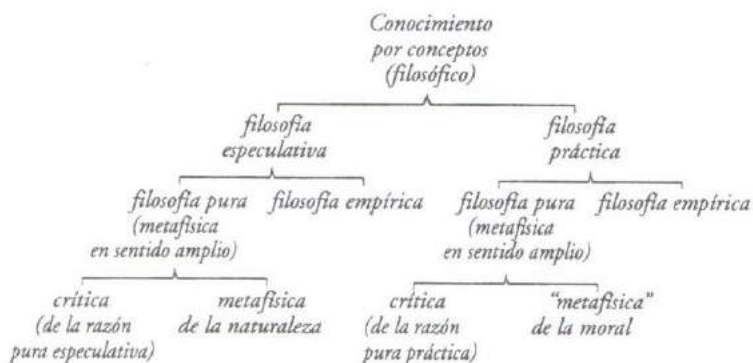 Conocimiento
por conceptos
(filosófico)
filosofía
especulativa
filosofía
práctica
filosofía pura
(metafísica
en sentido amplio)
filosofía empírica
filosofía pura
(metafísica
en sentido amplio)
filosofía empírica
crítica
(de la razón
pura especulativa)
metafísica
de la naturaleza
crítica
(de la razón
pura práctica)
"metafísica"
de la moral